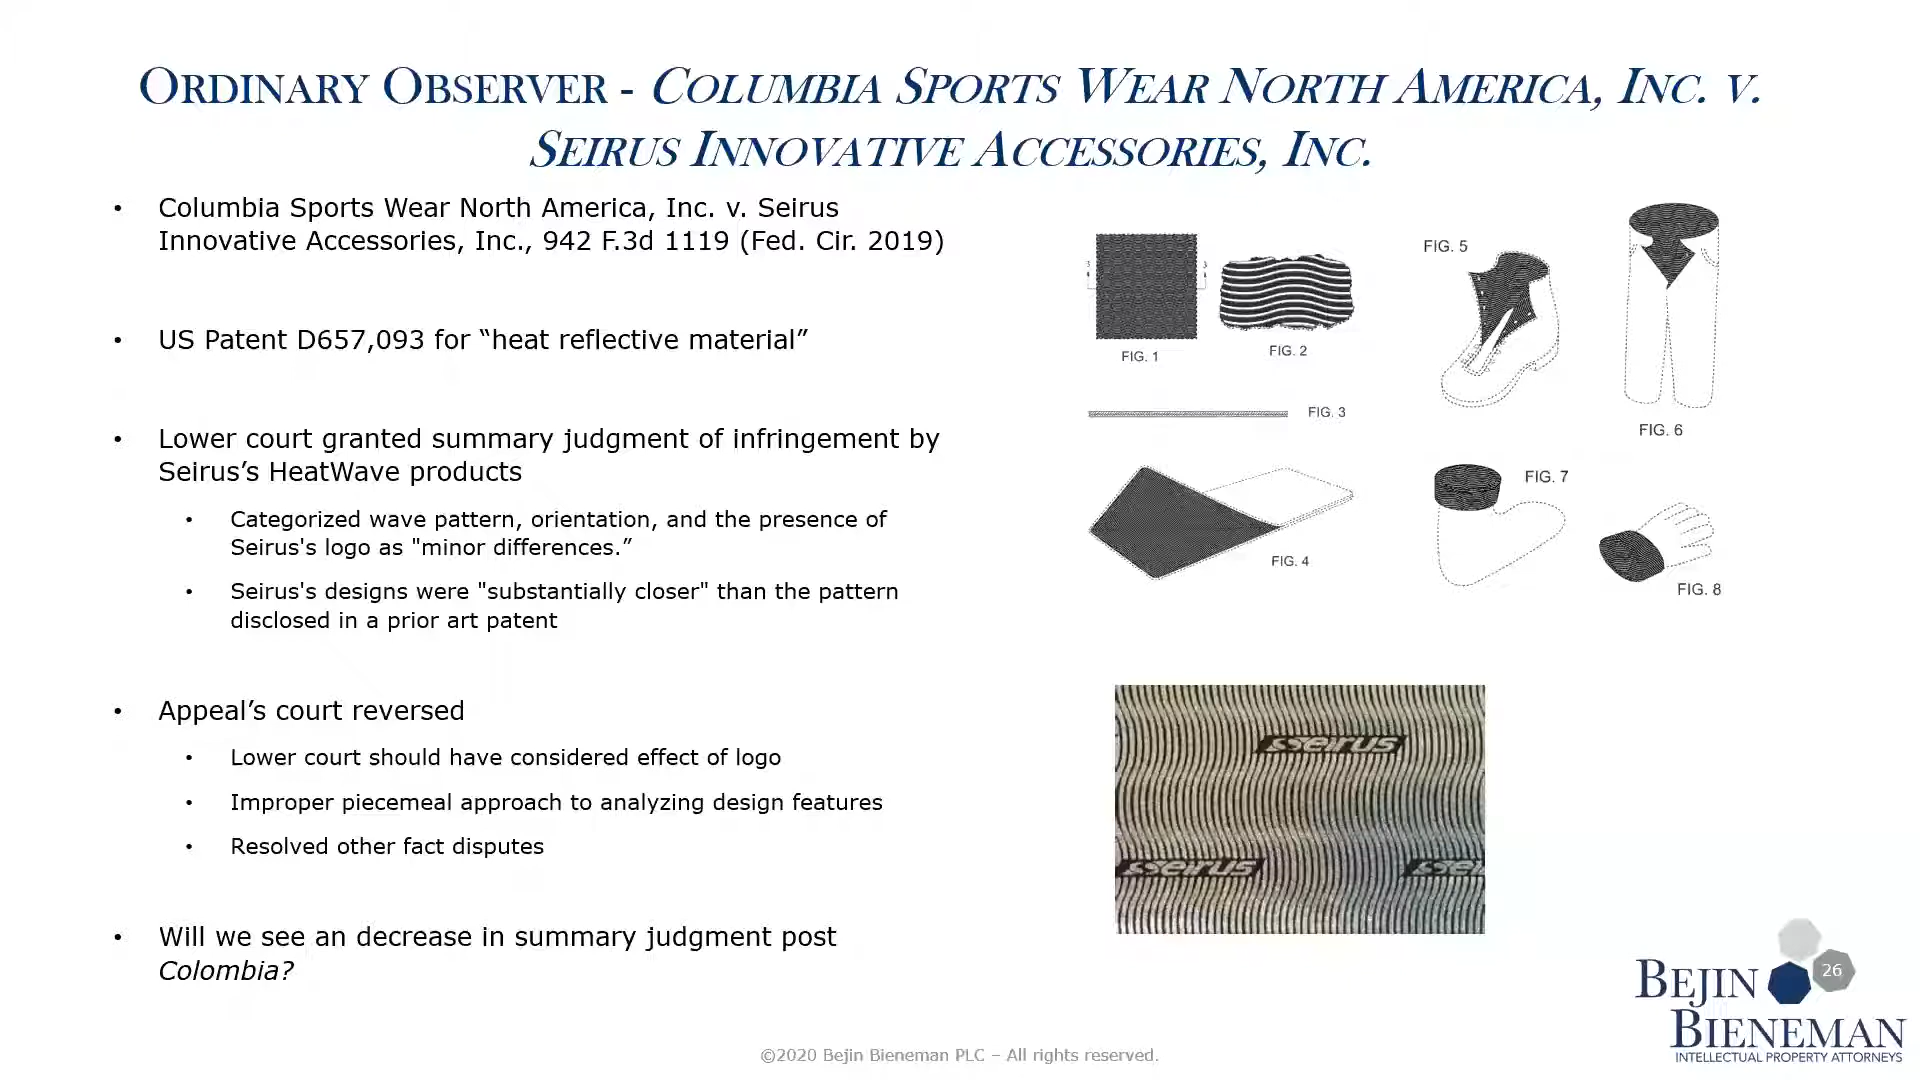 ORDINARY OBSERVER - COLUMBIA SPORTS WEAR NORTH AMERICA, INC. V.
SEIRUS INNOVATIVE ACCESSORIES, INC.
• Columbia Sports Wear North America, Inc. v. Seirus
Innovative Accessories, Inc., 942 F.3d 1119 (Fed. Cir. 2019)
• US Patent D657,093 for “heat reflective material”
• Lower court granted summary judgment of infringement by
Seirus’s HeatWave products
• Categorized wave pattern, orientation, and the presence of
Seirus's logo as "minor differences.”
• Seirus's designs were "substantially closer" than the pattern
disclosed in a prior art patent
• Appeal’s court reversed
• Lower court should have considered effect of logo
• Improper piecemeal approach to analyzing design features
• Resolved other fact disputes
• Will we see an decrease in summary judgment post
Colombia?
3
3
FIG. 1
FIG. 2
FIG. 3
FIG. 4
FIG. 5
FIG. 6
FIG. 7
FIG. 8
seirus
seirus
sei
26
BEJIN
BIENEMAN
INTELLECTUAL PROPERTY ATTORNEYS
©2020 Bejin Bieneman PLC – All rights reserved.